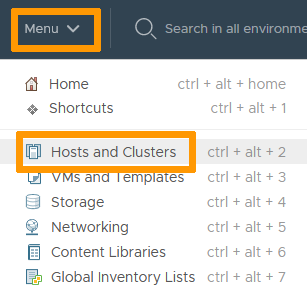 Menu
Search in all environme
Home ctrl + alt + home
Shortcuts ctrl + alt + 1
Hosts and Clusters ctrl + alt + 2
VMs and Templates ctrl + alt + 3
Storage ctrl + alt + 4
Networking ctrl + alt + 5
Content Libraries ctrl + alt + 6
Global Inventory Lists ctrl + alt + 7